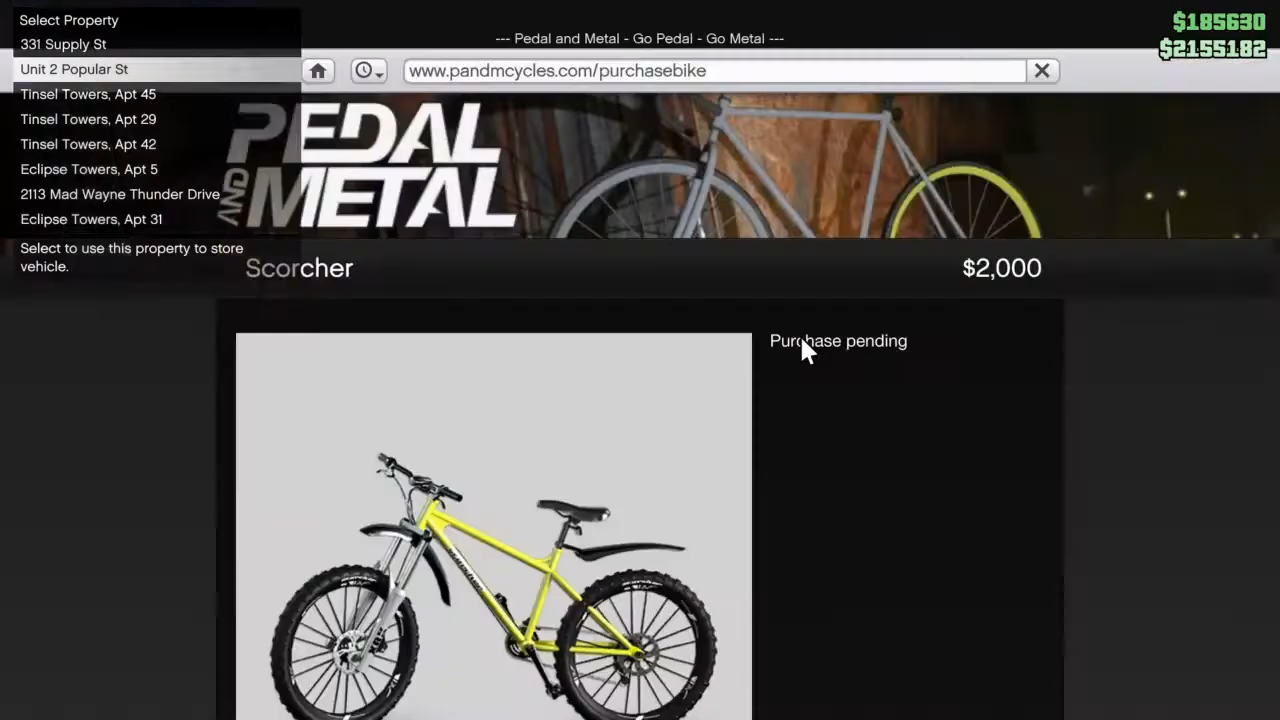 Select Property
331 Supply St
Unit 2 Popular St
Tinsel Towers, Apt 45
Tinsel Towers, Apt 29
Tinsel Towers, Apt 42
Eclipse Towers, Apt 5
2113 Mad Wayne Thunder Drive
Eclipse Towers, Apt 31
Select to use this property to store
vehicle.
$185630
$2155182
--- Pedal and Metal - Go Pedal - Go Metal ---
www.pandmcycles.com/purchasebike
PEDAL
AND METAL
Scorcher
$2,000
Purchase pending